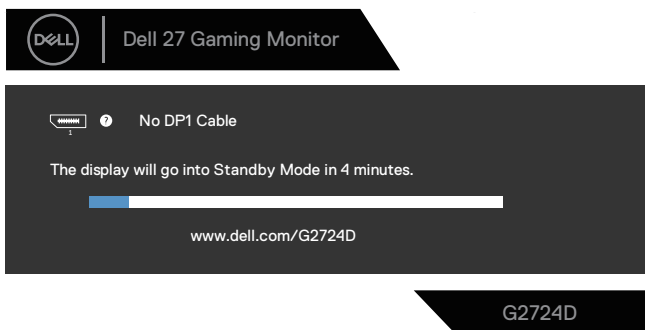 DELL
Dell 27 Gaming Monitor
? No DP1 Cable
1
The display will go into Standby Mode in 4 minutes.
www.dell.com/G2724D
G2724D